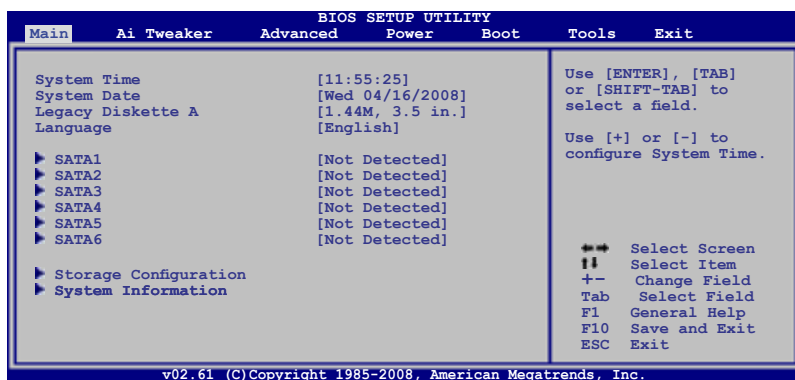 BIOS SETUP UTILITY
Main Ai Tweaker Advanced Power Boot Tools Exit
System Time [11:55:25]
System Date [Wed 04/16/2008]
Legacy Diskette A [1.44M, 3.5 in.]
Language [English]
SATA1 [Not Detected]
SATA2 [Not Detected]
SATA3 [Not Detected]
SATA4 [Not Detected]
SATA5 [Not Detected]
SATA6 [Not Detected]
Storage Configuration
System Information
Use [ENTER], [TAB]
or [SHIFT-TAB] to
select a field.
Use [+] or [-] to
configure System Time.
←→ Select Screen
↑↓ Select Item
+- Change Field
Tab Select Field
F1 General Help
F10 Save and Exit
ESC Exit
v02.61 (C)Copyright 1985-2008, American Megatrends, Inc.